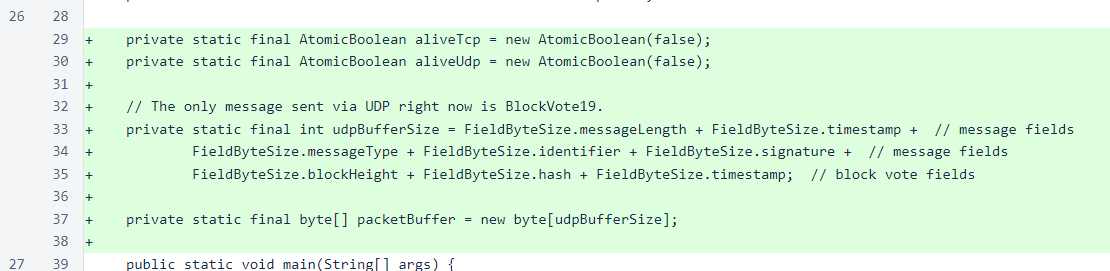 26 28
29 + private static final AtomicBoolean aliveTcp = new AtomicBoolean(false);
30 + private static final AtomicBoolean aliveUdp = new AtomicBoolean(false);
31 +
32 + // The only message sent via UDP right now is BlockVote19.
33 + private static final int udpBufferSize = FieldByteSize.messageLength + FieldByteSize.timestamp + // message fields
34 + FieldByteSize.messageType + FieldByteSize.identifier + FieldByteSize.signature + // message fields
35 + FieldByteSize.blockHeight + FieldByteSize.hash + FieldByteSize.timestamp; // block vote fields
36 +
37 + private static final byte[] packetBuffer = new byte[udpBufferSize];
38 +
27 39 public static void main(String[] args) {